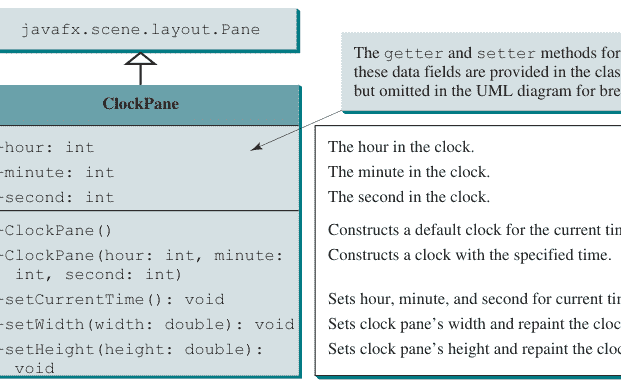 javafx.scene.layout.Pane
The getter and setter methods for
these data fields are provided in the
but omitted in the UML diagram for
ClockPane
-hour: int
The hour in the clock.
-minute: int
The minute in the clock.
-second: int
The second in the clock.
ClockPane()
Constructs a default clock for the current
ClockPane(hour: int, minute:
int, second: int)
Constructs a clock with the specified time.
setCurrentTime(): void
Sets hour, minute, and second for current
setWidth(width: double): void
Sets clock pane's width and repaint the
setHeight(height: double):
void
Sets clock pane's height and repaint the